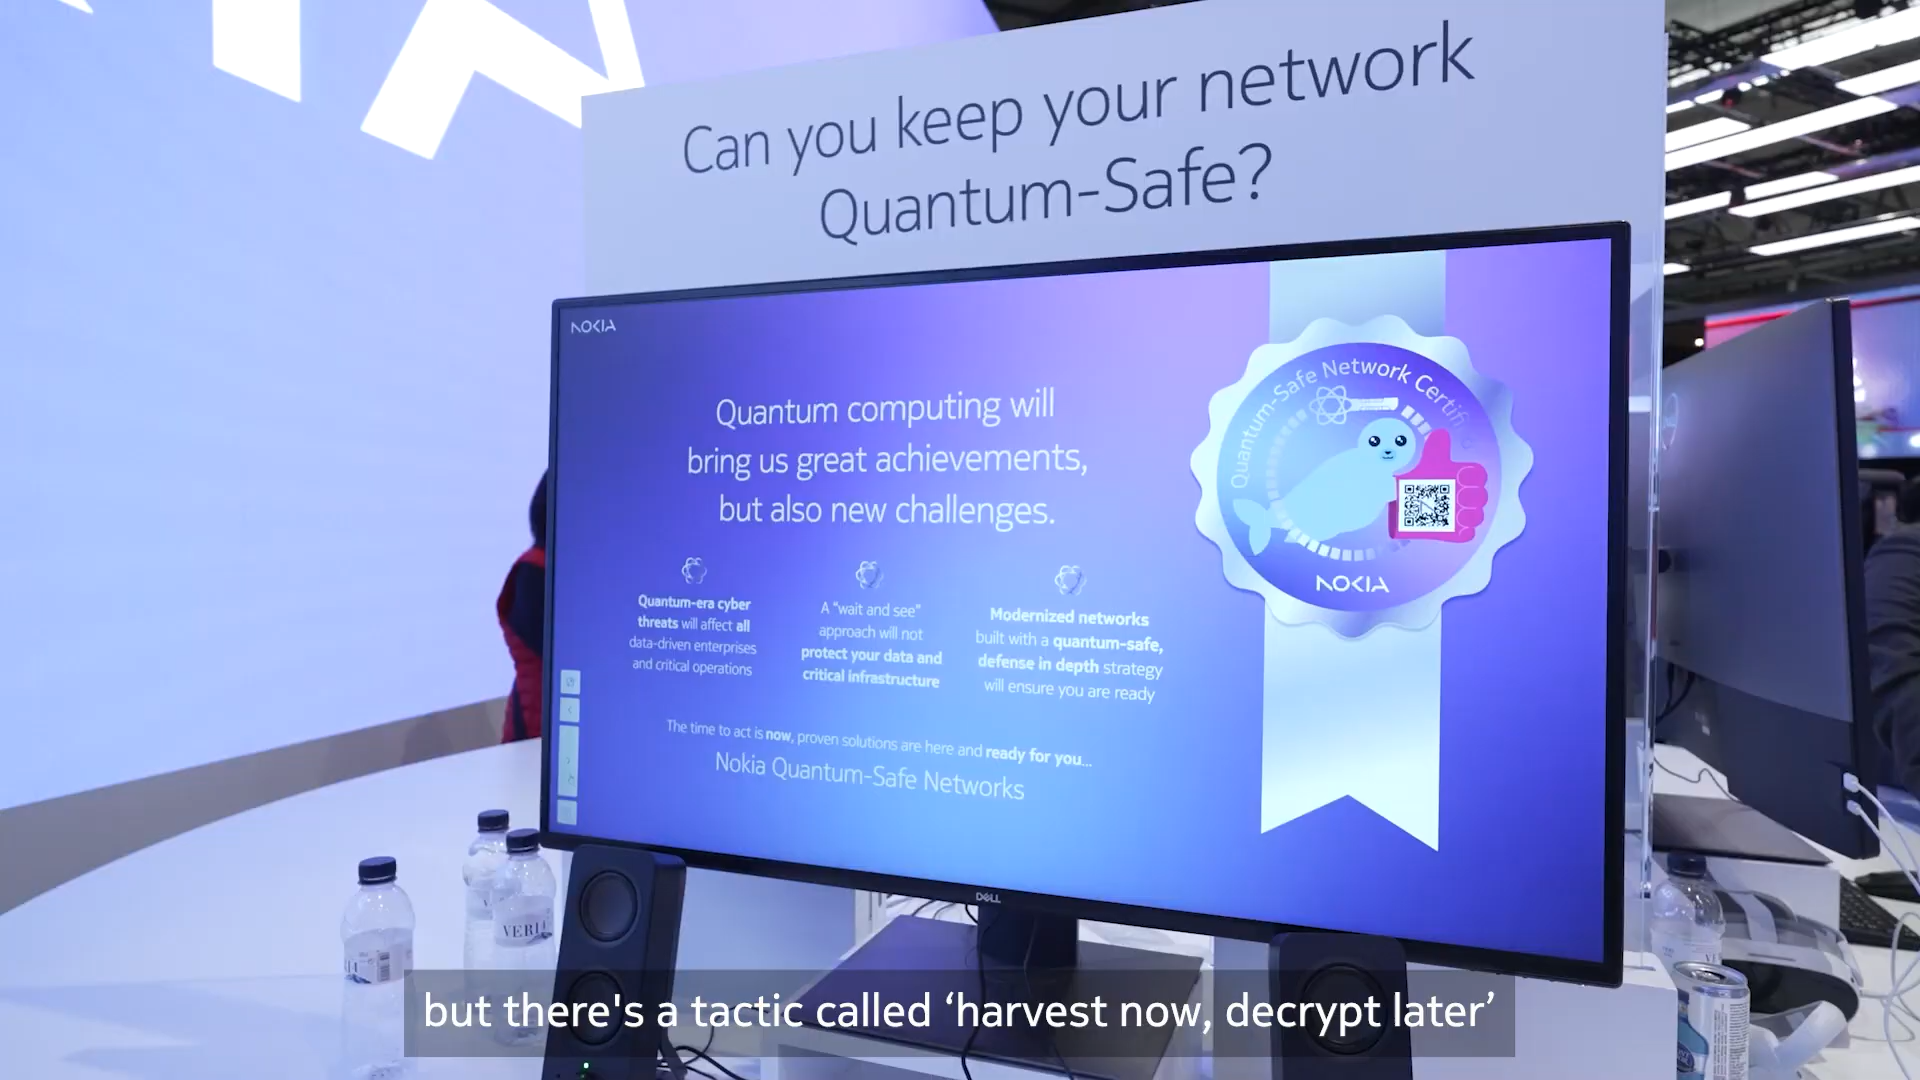 Can you keep your network
Quantum-Safe?
NOKIA
Quantum computing will
bring us great achievements,
but also new challenges.
Quantum-era cyber
threats will affect all
data-driven enterprises
and critical operations
A “wait and see”
approach will not
protect your data and
critical infrastructure
Modernized networks
built with a quantum-safe,
defense in depth strategy
will ensure you are ready
The time to act is now, proven solutions are here and ready for you...
Nokia Quantum-Safe Networks
Quantum-Safe Network
NOKIA
DELL
but there's a tactic called ‘harvest now, decrypt later’